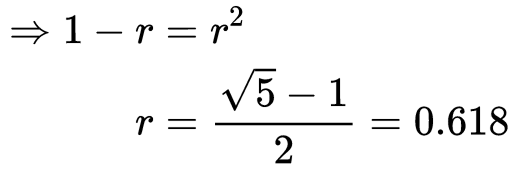 ⇒ 1 − r = r²
r = (√5 − 1)/2 = 0.618